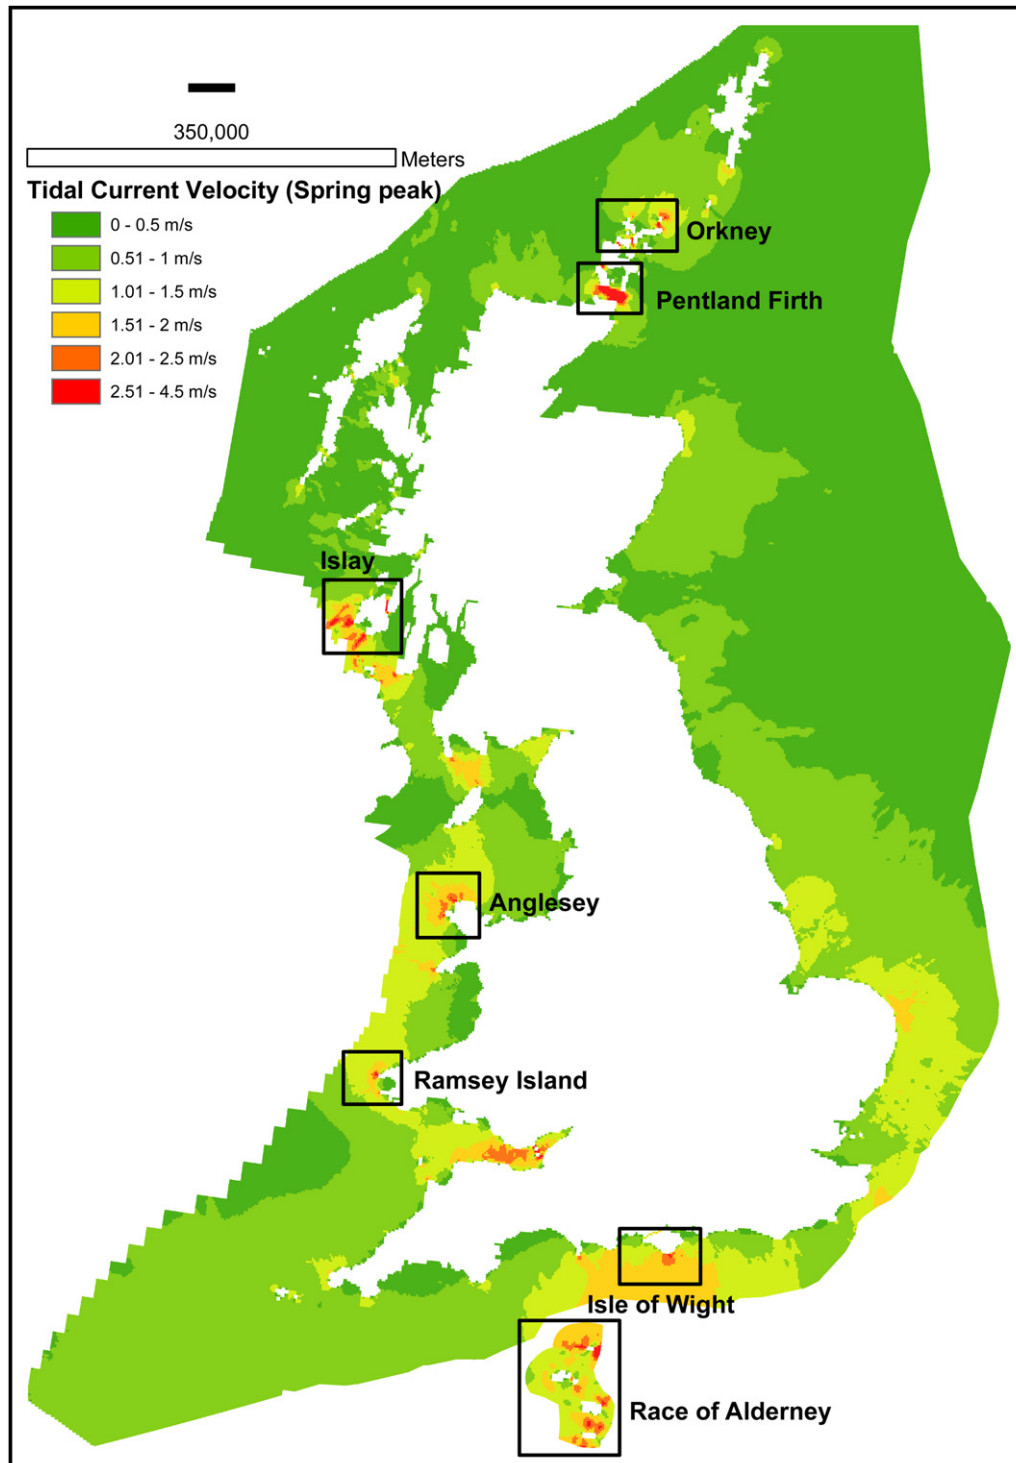 350,000
Meters
Tidal Current Velocity (Spring peak)
0 - 0.5 m/s
0.51 - 1 m/s
1.01 - 1.5 m/s
1.51 - 2 m/s
2.01 - 2.5 m/s
2.51 - 4.5 m/s
Orkney
Pentland Firth
Islay
Anglesey
Ramsey Island
Isle of Wight
Race of Alderney